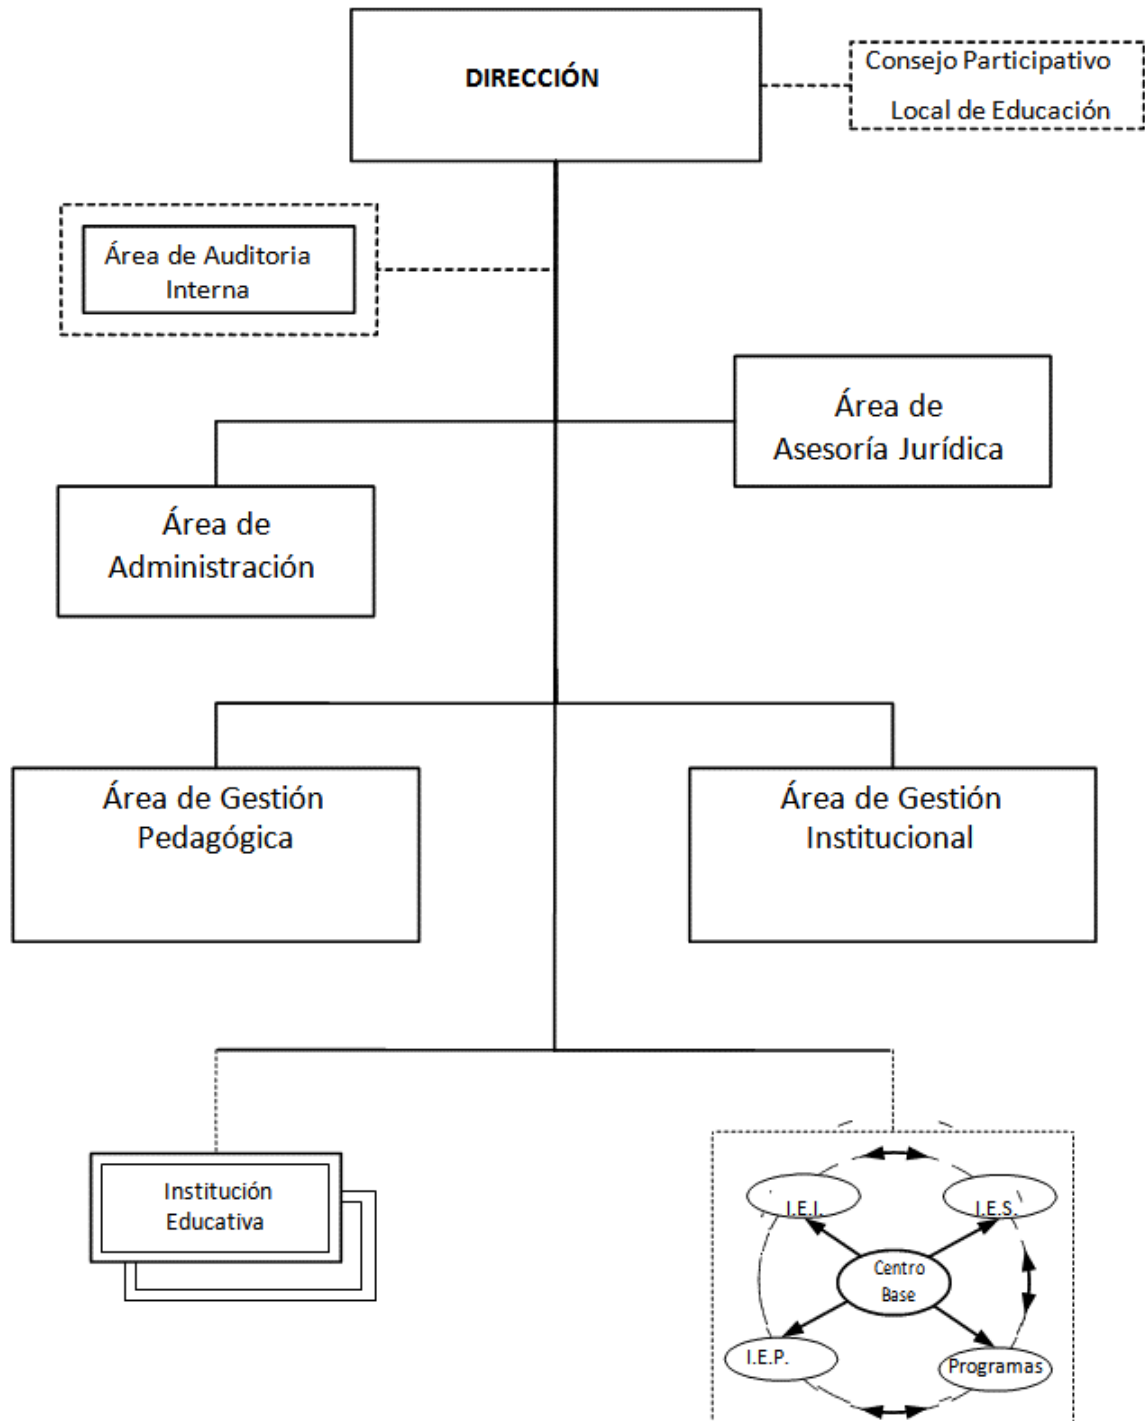 DIRECCIÓN
Consejo Participativo
Local de Educación
Área de Auditoria
Interna
Área de
Asesoría Jurídica
Área de
Administración
Área de Gestión
Pedagógica
Área de Gestión
Institucional
Institución
Educativa
I.E.I.
I.E.S.
Centro
Base
I.E.P.
Programas